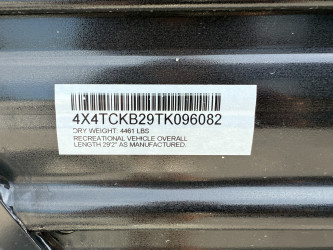 4X4TCKB29TK096082
DRY WEIGHT: 4461 LBS
RECREATIONAL VEHICLE OVERALL
LENGTH 29'2" AS MANUFACTURED.